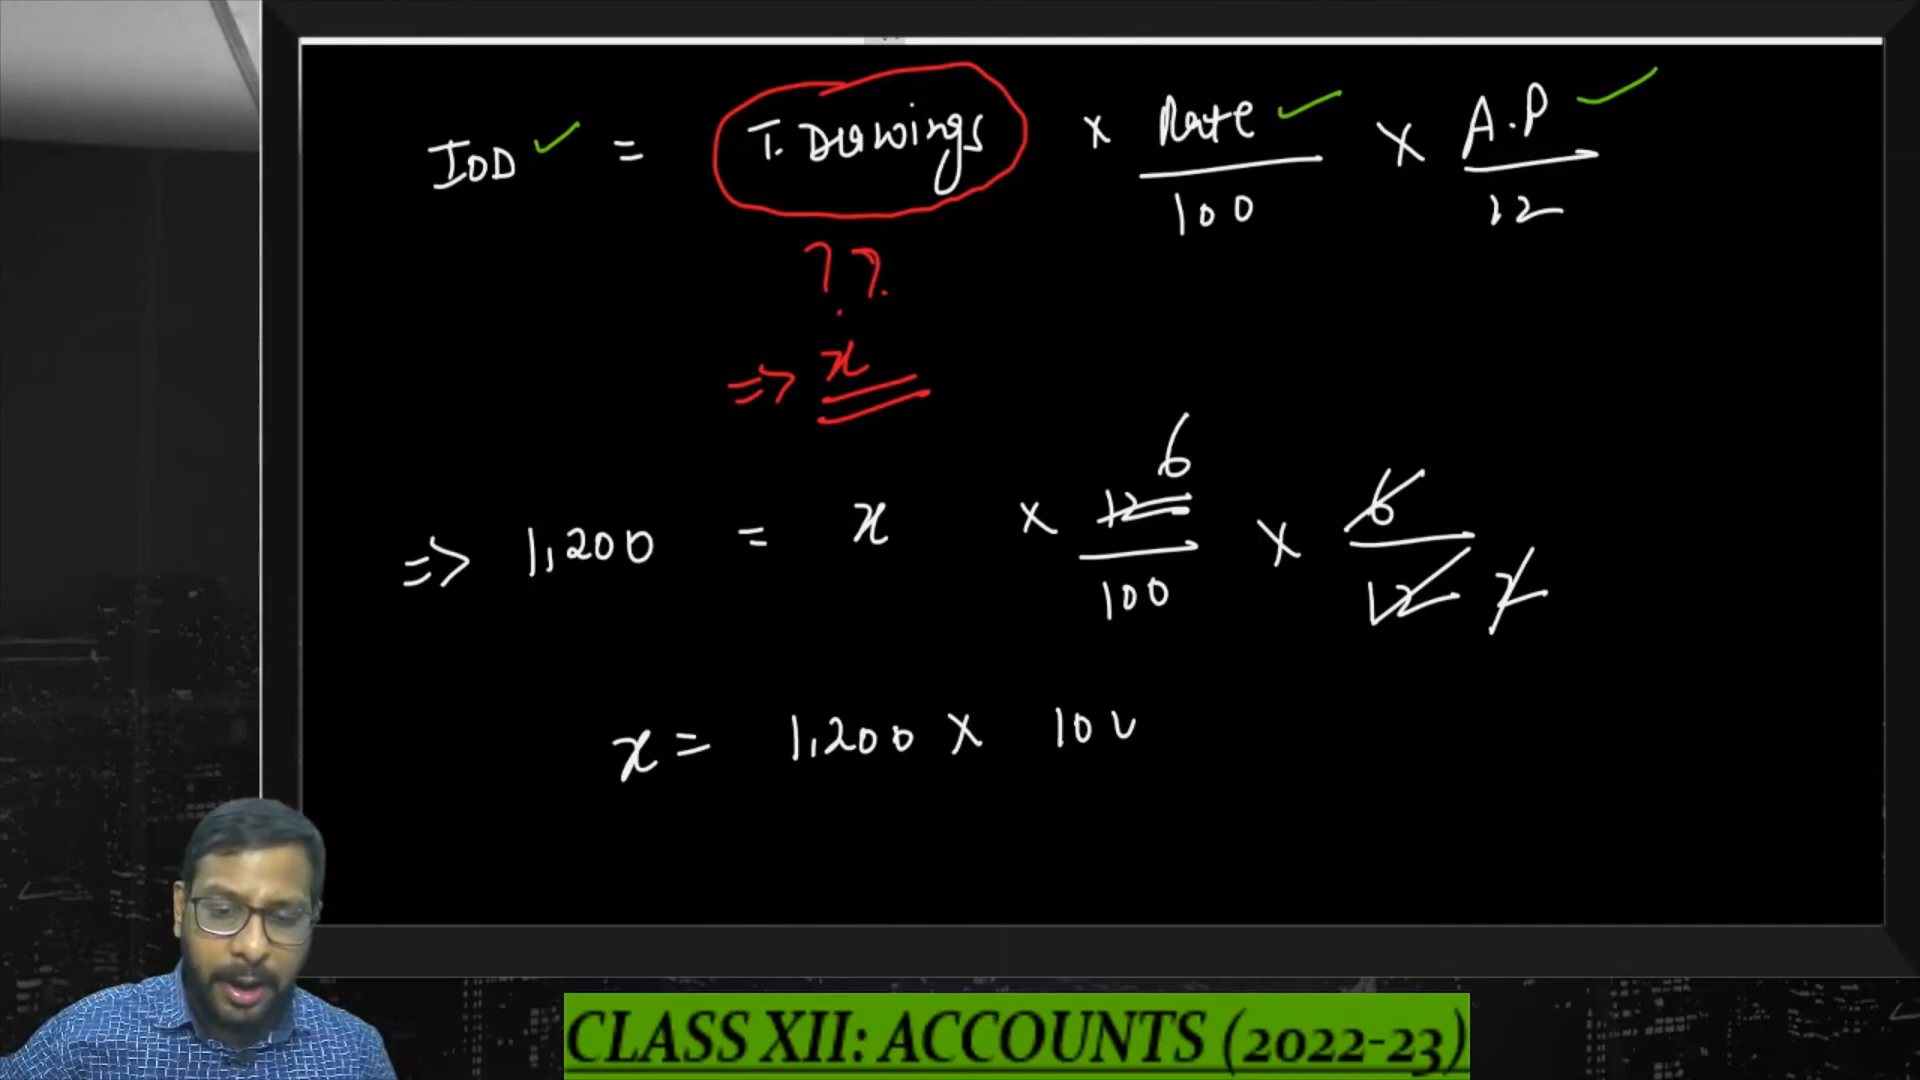 IOD ✓ = T. Drawings × Rate ✓ / 100 × A.P ✓ / 12
??
⇒ x
6
⇒ 1,200 = x × 12 / 100 × 6 / 12 2
x = 1,200 × 100
CLASS XII: ACCOUNTS (2022-23)